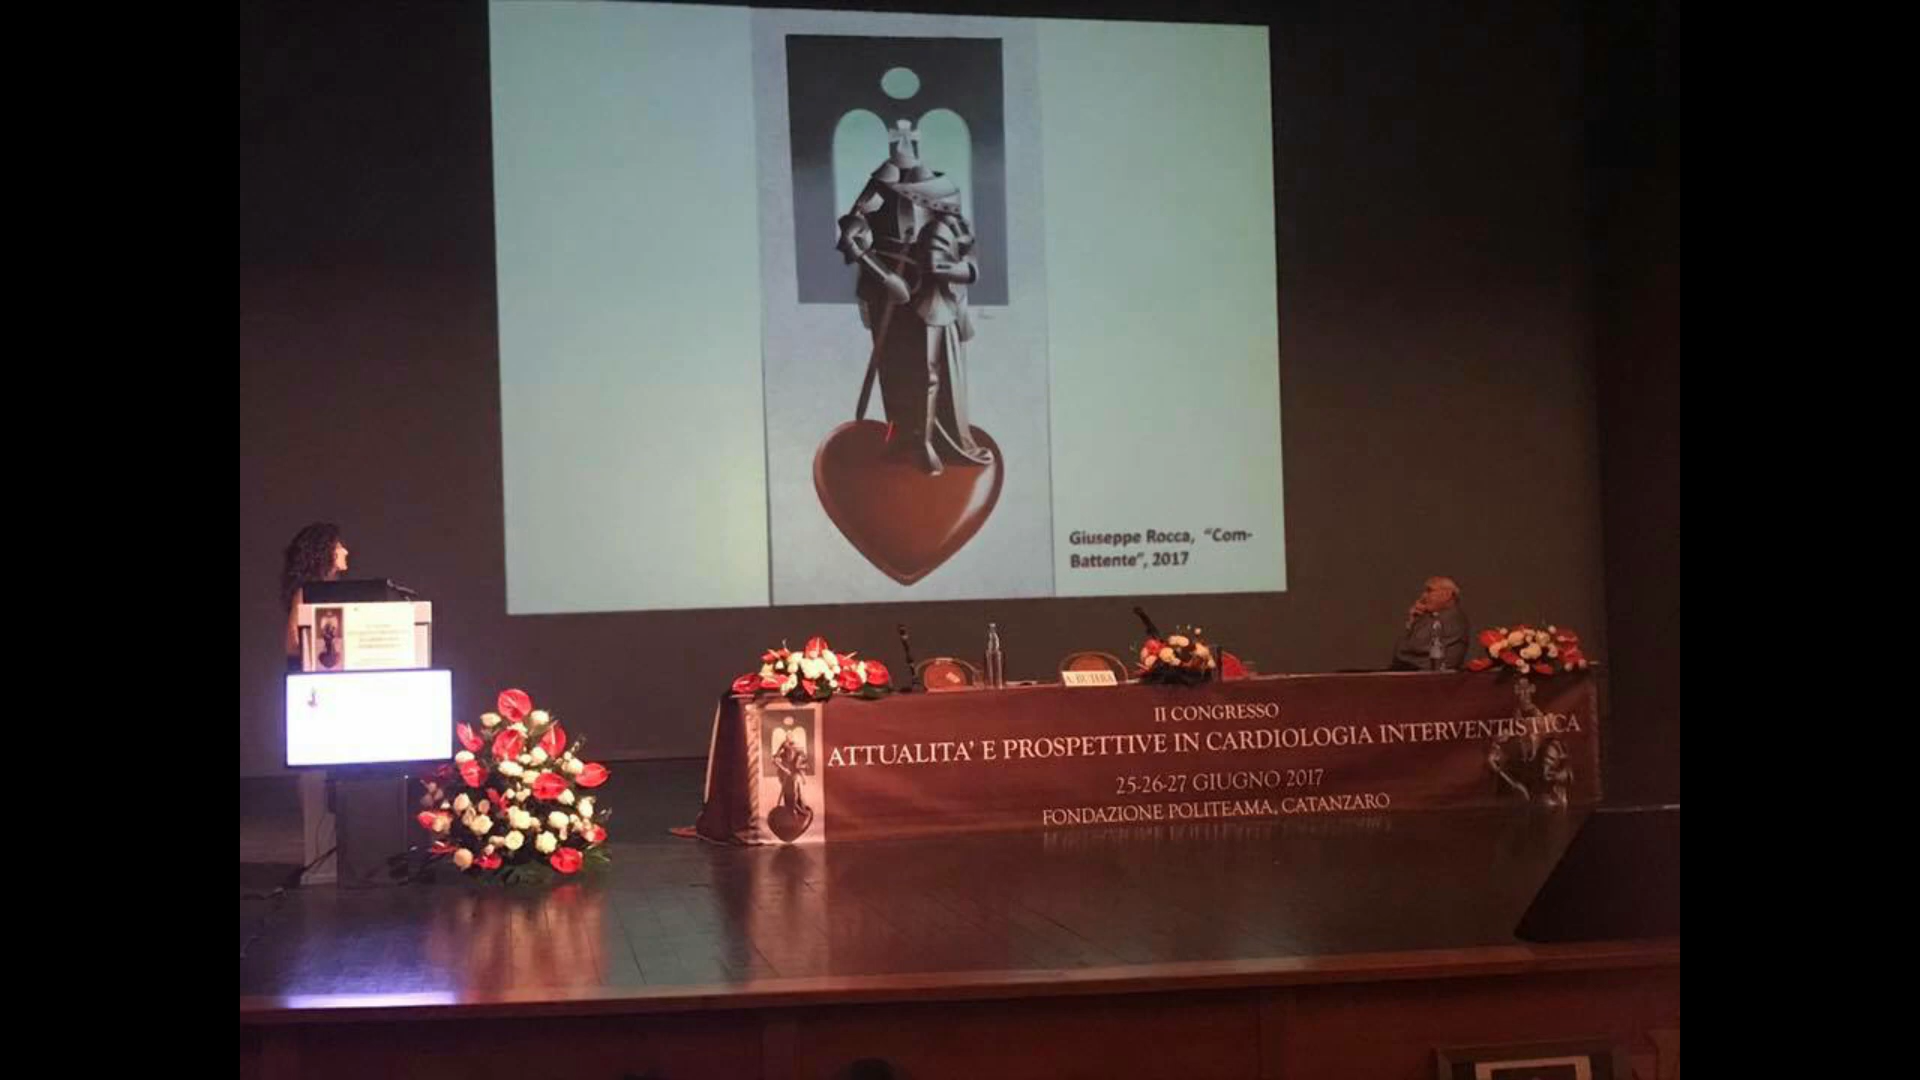 Giuseppe Rocca, “Com-
Battente”, 2017
A. BUTERA
II CONGRESSO
ATTUALITA' E PROSPETTIVE IN CARDIOLOGIA INTERVENTISTICA
25-26-27 GIUGNO 2017
FONDAZIONE POLITEAMA, CATANZARO